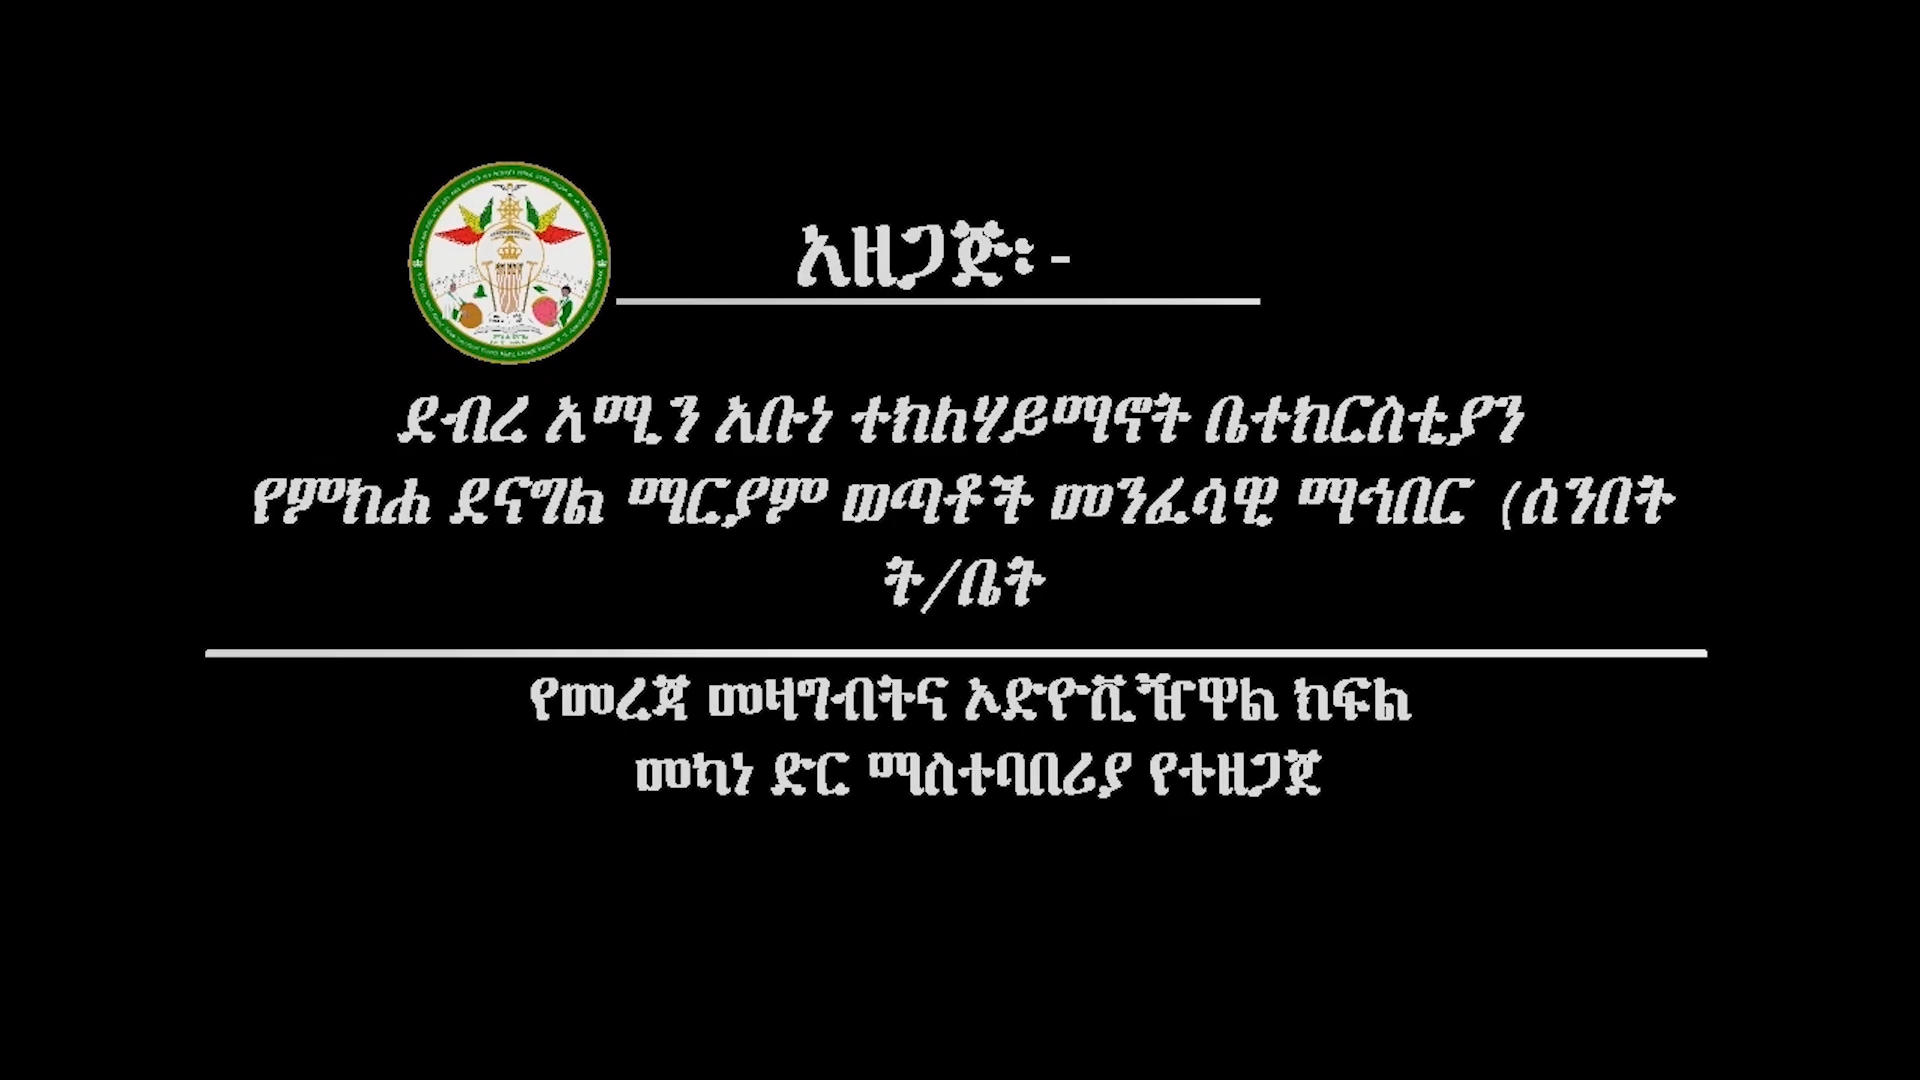 አዘጋጅ፡-
ደብረ አሚን አቡነ ተክለሃይማኖት ቤተክርስቲያን
የምክሐ ደናግል ማርያም ወጣቶች መንፈሳዊ ማኅበር (ሰንበት
ት/ቤት
የመረጃ መዛግብትና ኦድዮቪዥዋል ክፍል
መካነ ድር ማስተባበሪያ የተዘጋጀ